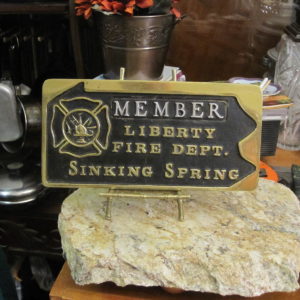 MEMBER
LIBERTY
FIRE DEPT.
SINKING SPRING